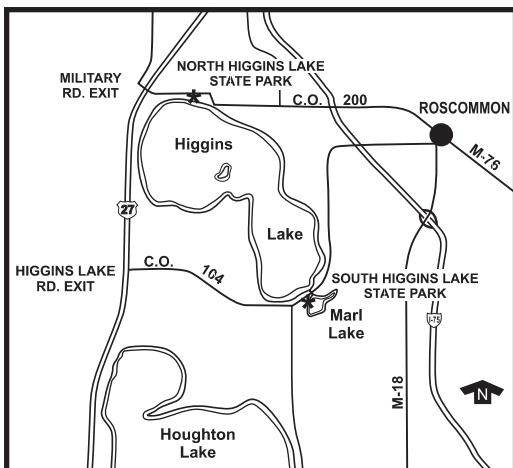 NORTH HIGGINS LAKE
STATE PARK
MILITARY
RD. EXIT
C.O. 200
ROSCOMMON
Higgins
M-76
27
Lake
HIGGINS LAKE
RD. EXIT
C.O. 104
SOUTH HIGGINS LAKE
STATE PARK
Marl
Lake
I-75
M-18
N
Houghton
Lake